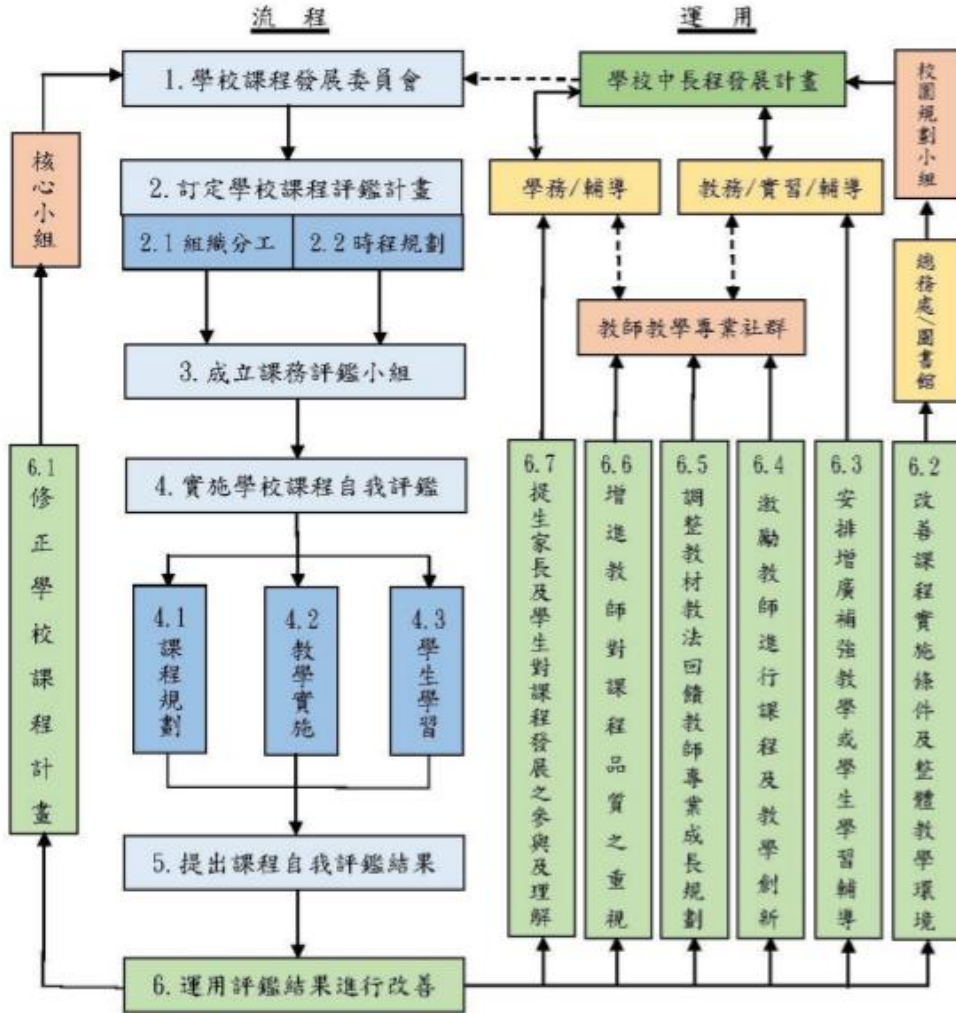 流 程
運 用
1.學校課程發展委員會
學校中長程發展計畫
校園規劃小組
核心小組
2.訂定學校課程評鑑計畫
2.1組織分工
2.2時程規劃
學務/輔導
教務/實習/輔導
總務處/圖書館
教師教學專業社群
3.成立課務評鑑小組
4.實施學校課程自我評鑑
4.1
課程規劃
4.2
教學實施
4.3
學生學習
5.提出課程自我評鑑結果
6.運用評鑑結果進行改善
6.1
修正學校課程計畫
6.7
提生家長及學生對課程發展之參與及理解
6.6
增進教師對課程品質之重視
6.5
調整教材教法回饋教師專業成長規劃
6.4
激勵教師進行課程及教學創新
6.3
安排增廣補強教學或學生學習輔導
6.2
改善課程實施條件及整體教學環境